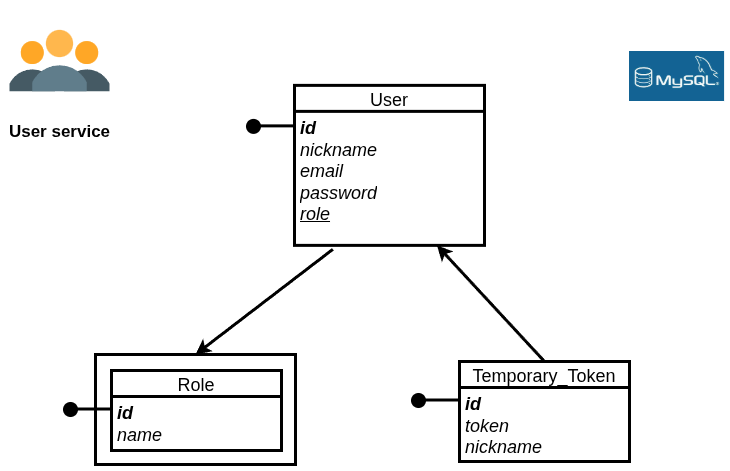 User service
MySQL
User
id
nickname
email
password
role
Role
id
name
Temporary_Token
id
token
nickname